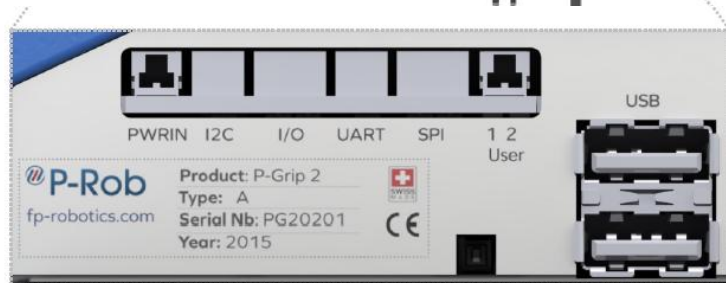 PWRIN I2C I/O UART SPI 1 2
User
USB
P-Rob
fp-robotics.com
Product: P-Grip 2
Type: A
Serial Nb: PG20201
Year: 2015
SWISS
CE